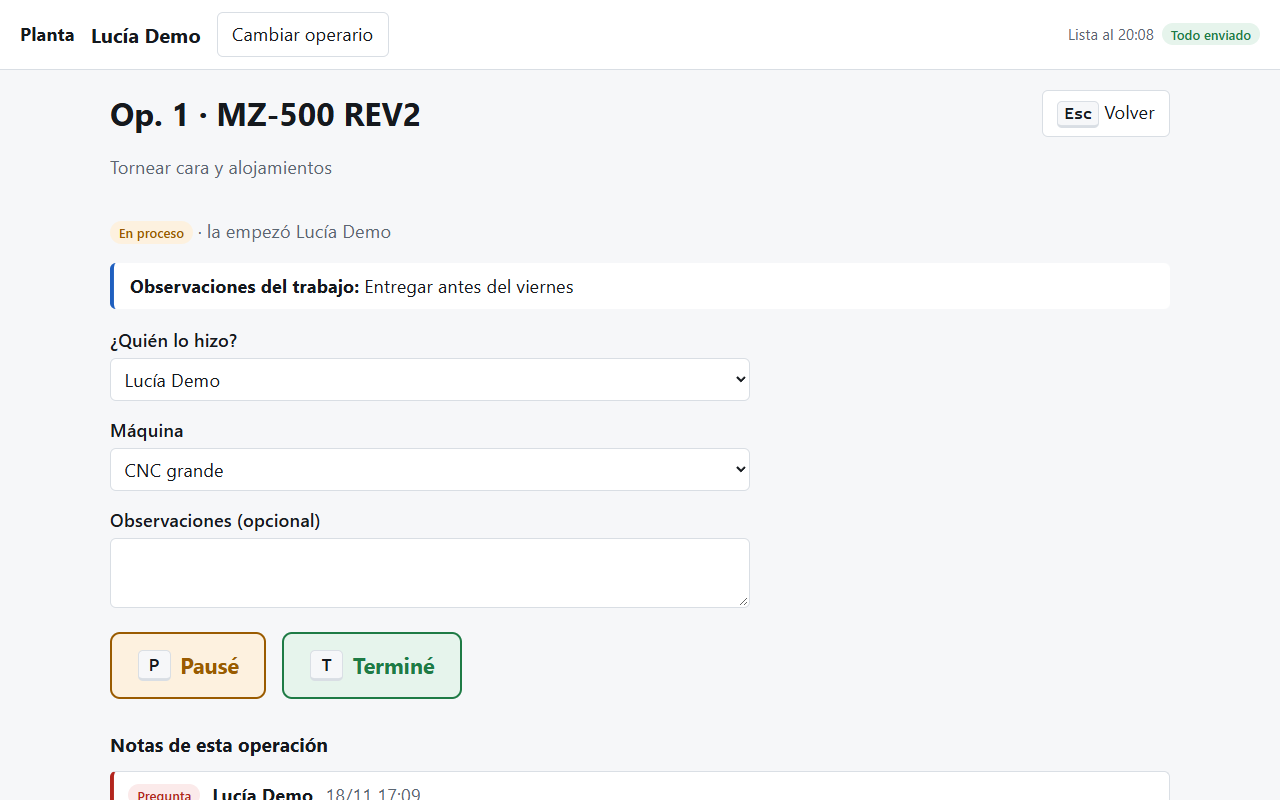 Planta Lucía Demo Cambiar operario Lista al 20:08 Todo enviado
Op. 1 · MZ-500 REV2 Esc Volver
Tornear cara y alojamientos
En proceso · la empezó Lucía Demo
Observaciones del trabajo: Entregar antes del viernes
¿Quién lo hizo?
Lucía Demo
Máquina
CNC grande
Observaciones (opcional)
P Pausé T Terminé
Notas de esta operación
Pregunta Lucía Demo 18/11 17:09